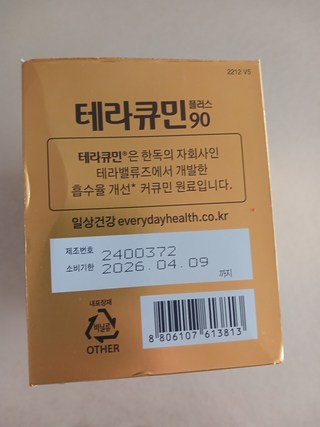 2212 V5
테라큐민 플러스 90
테라큐민®은 한독의 자회사인
테라밸류즈에서 개발한
흡수율 개선* 커큐민 원료입니다.
일상건강 everydayhealth.co.kr
제조번호 2400372
소비기한 2026.04.09 까지
내포장재
비닐류
OTHER
8 806107 613813